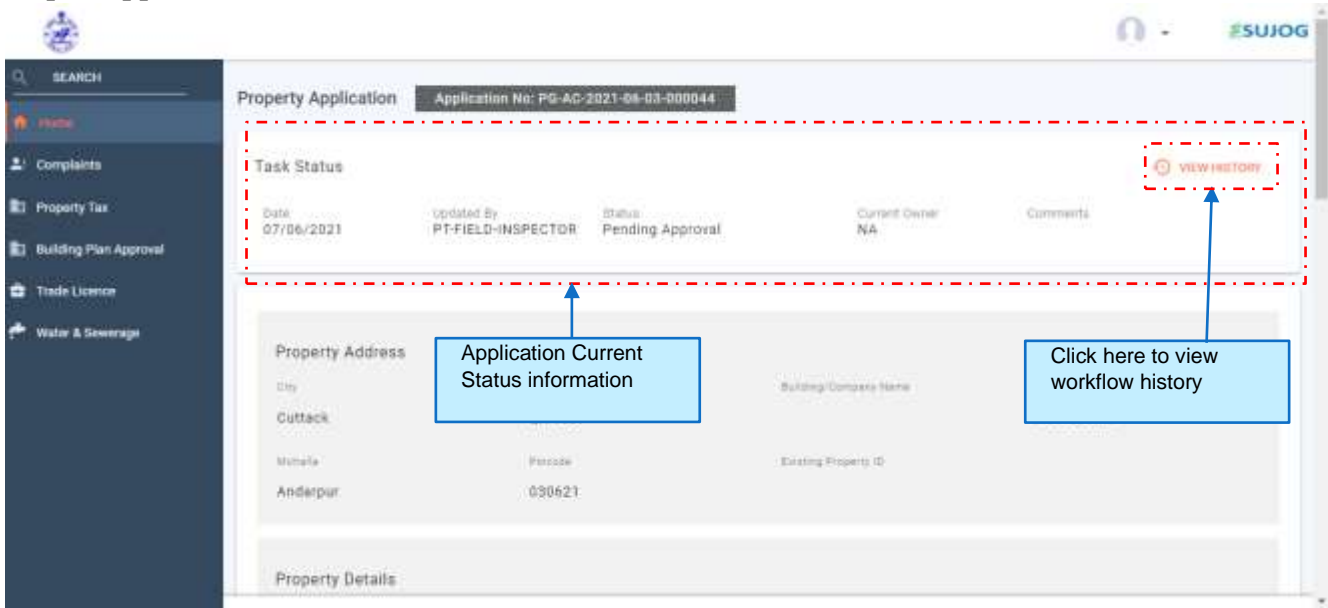 SUJOG
SEARCH
Property Application
Application No: PG-AC-2021-06-03-000044
Home
Complaints
Task Status
VIEW HISTORY
Property Tax
Date
Updated By
Status
Current Owner
Comments
07/06/2021
PT-FIELD-INSPECTOR
Pending Approval
NA
Building Plan Approval
Trade Licence
Water & Sewerage
Property Address
Application Current
Status information
Click here to view
workflow history
City
Building/Company Name
Cuttack
Mohalla
Pincode
Existing Property ID
Andarpur
030621
Property Details